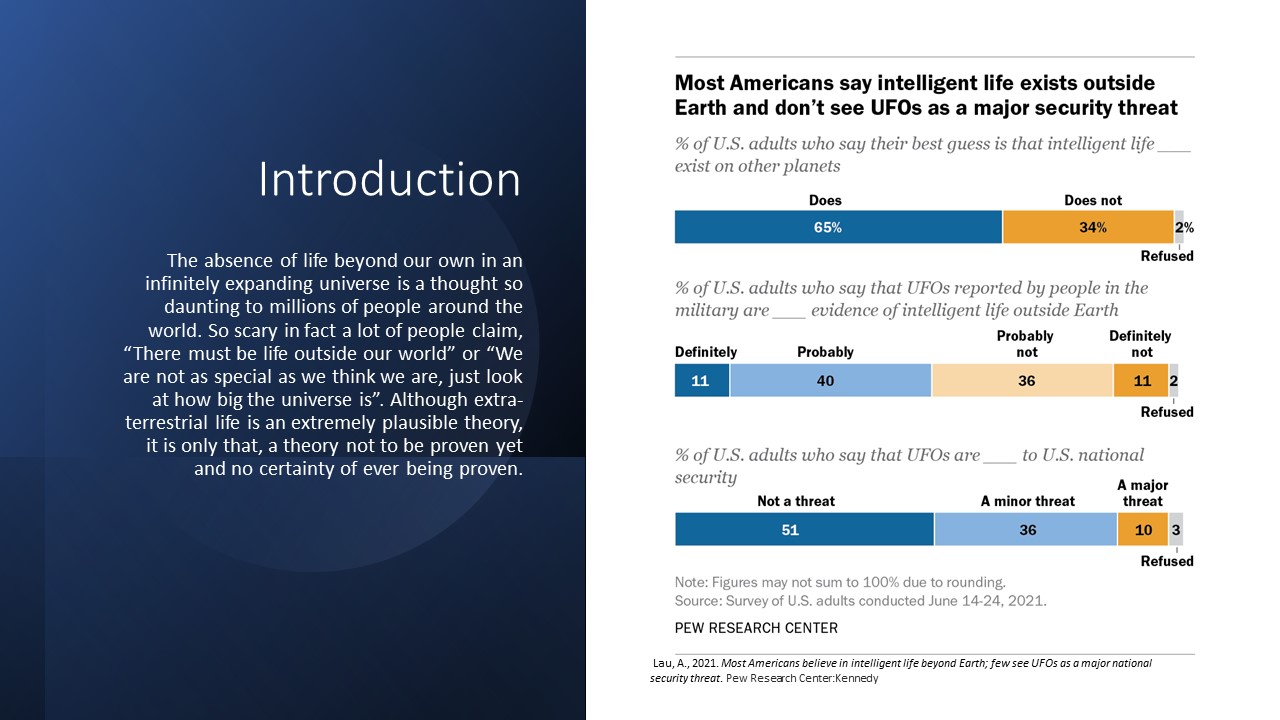 Introduction
The absence of life beyond our own in an
infinitely expanding universe is a thought so
daunting to millions of people around the
world. So scary in fact a lot of people claim,
“There must be life outside our world” or “We
are not as special as we think we are, just look
at how big the universe is”. Although extra-
terrestrial life is an extremely plausible theory,
it is only that, a theory not to be proven yet
and no certainty of ever being proven.
Most Americans say intelligent life exists outside
Earth and don’t see UFOs as a major security threat
% of U.S. adults who say their best guess is that intelligent life ___
exist on other planets
Does Does not
65% 34% 2%
Refused
% of U.S. adults who say that UFOs reported by people in the
military are ___ evidence of intelligent life outside Earth
Definitely Probably Probably not Definitely not
11 40 36 11 2
Refused
% of U.S. adults who say that UFOs are ___ to U.S. national
security
Not a threat A minor threat A major threat
51 36 10 3
Refused
Note: Figures may not sum to 100% due to rounding.
Source: Survey of U.S. adults conducted June 14-24, 2021.
PEW RESEARCH CENTER
Lau, A., 2021. Most Americans believe in intelligent life beyond Earth; few see UFOs as a major national
security threat. Pew Research Center:Kennedy